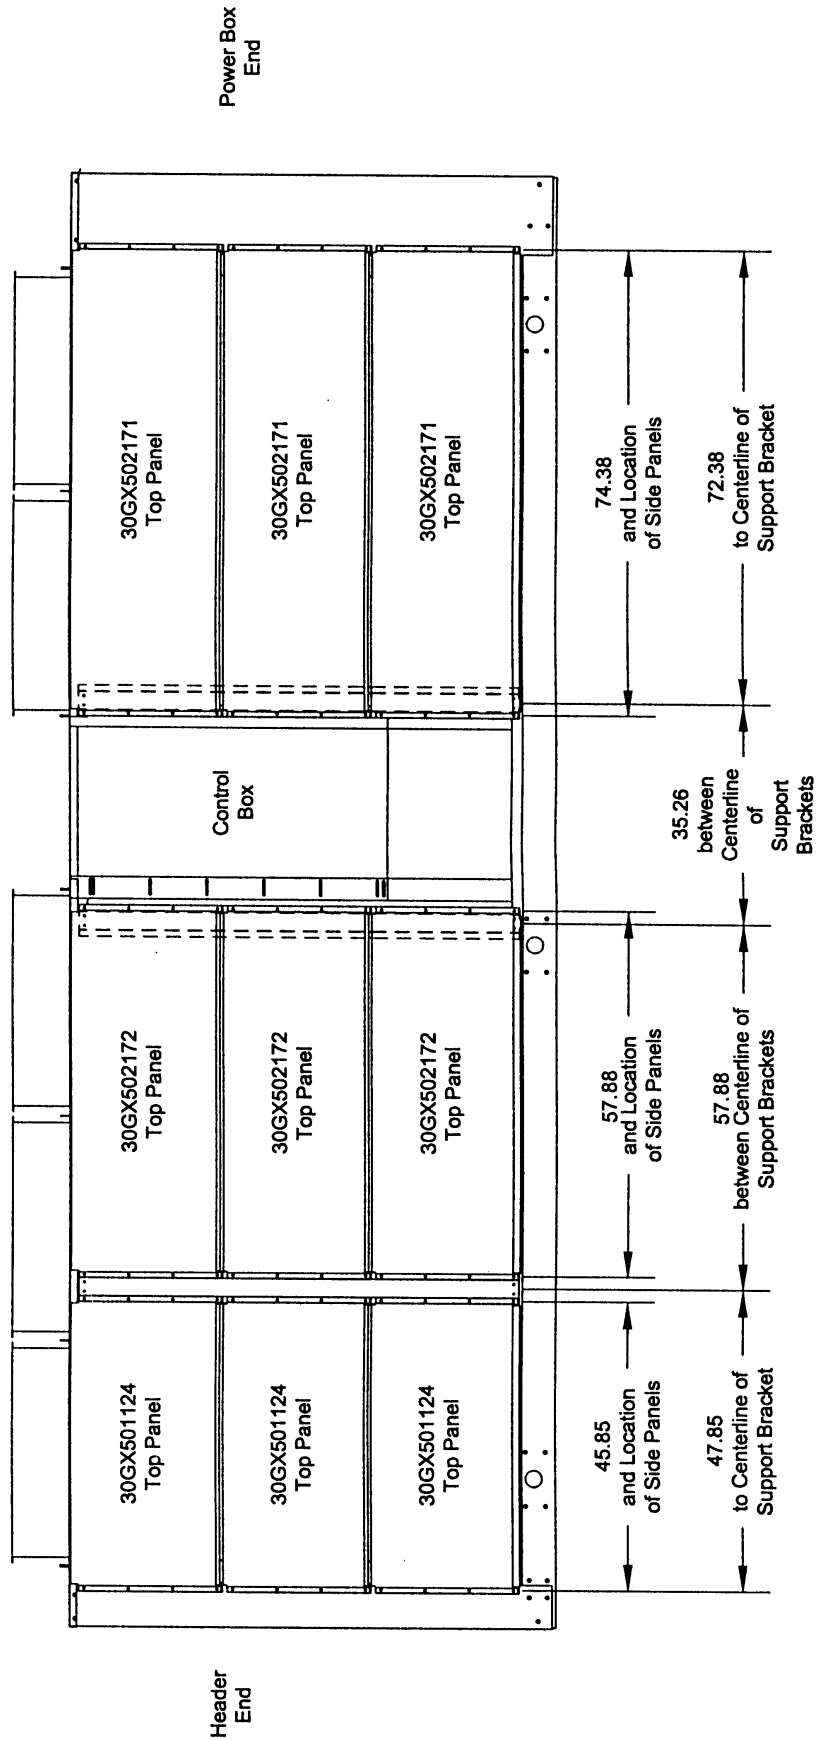 Power Box
End
30GX502171
Top Panel
30GX502171
Top Panel
30GX502171
Top Panel
74.38
and Location
of Side Panels
72.38
to Centerline of
Support Bracket
Control
Box
35.26
between
Centerline
of
Support
Brackets
30GX502172
Top Panel
30GX502172
Top Panel
30GX502172
Top Panel
57.88
and Location
of Side Panels
57.88
between Centerline of
Support Brackets
30GX501124
Top Panel
30GX501124
Top Panel
30GX501124
Top Panel
45.85
and Location
of Side Panels
47.85
to Centerline of
Support Bracket
Header
End